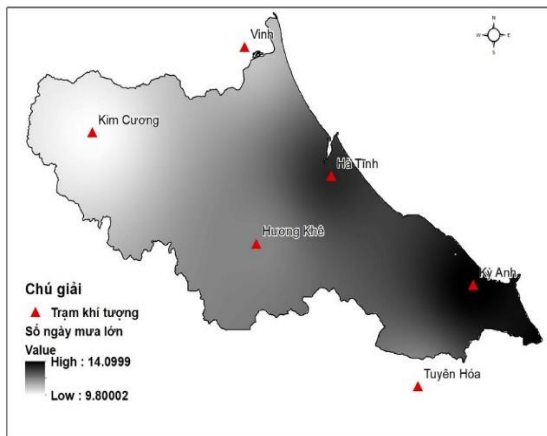 Vinh
N
W
E
S
Kim Cương
Hà Tĩnh
Hương Khê
Kỳ Anh
Chú giải
Trạm khí tượng
Số ngày mưa lớn
Value
High : 14.0999
Low : 9.80002
Tuyên Hóa